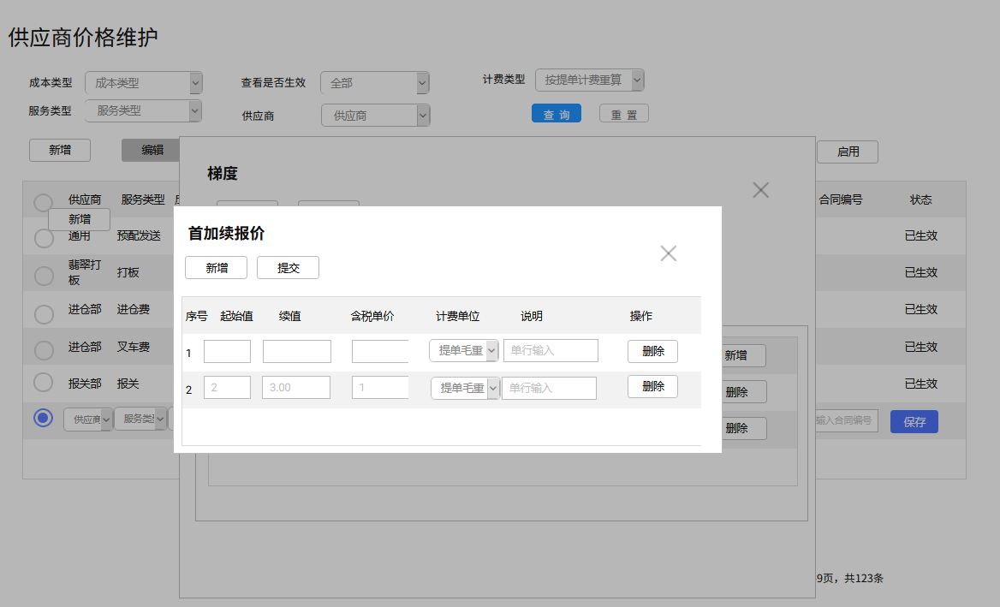 供应商价格维护
成本类型 成本类型 查看是否生效 全部 计费类型 按提单计费重算
服务类型 服务类型 供应商 供应商 查 询 重 置
新增 编辑 启用
梯度
供应商 服务类型 合同编号 状态
新增
通用 预配发送 已生效
首加续报价
新增 提交
翡翠打板 打板 已生效
进仓部 进仓费 已生效
序号 起始值 续值 含税单价 计费单位 说明 操作
1 提单毛重 单行输入 删除
新增
进仓部 叉车费 已生效
2 2 3.00 1 提单毛重 单行输入 删除
报关部 报关 已生效
删除
供应商 服务类 输入合同编号 保存
删除
9页，共123条